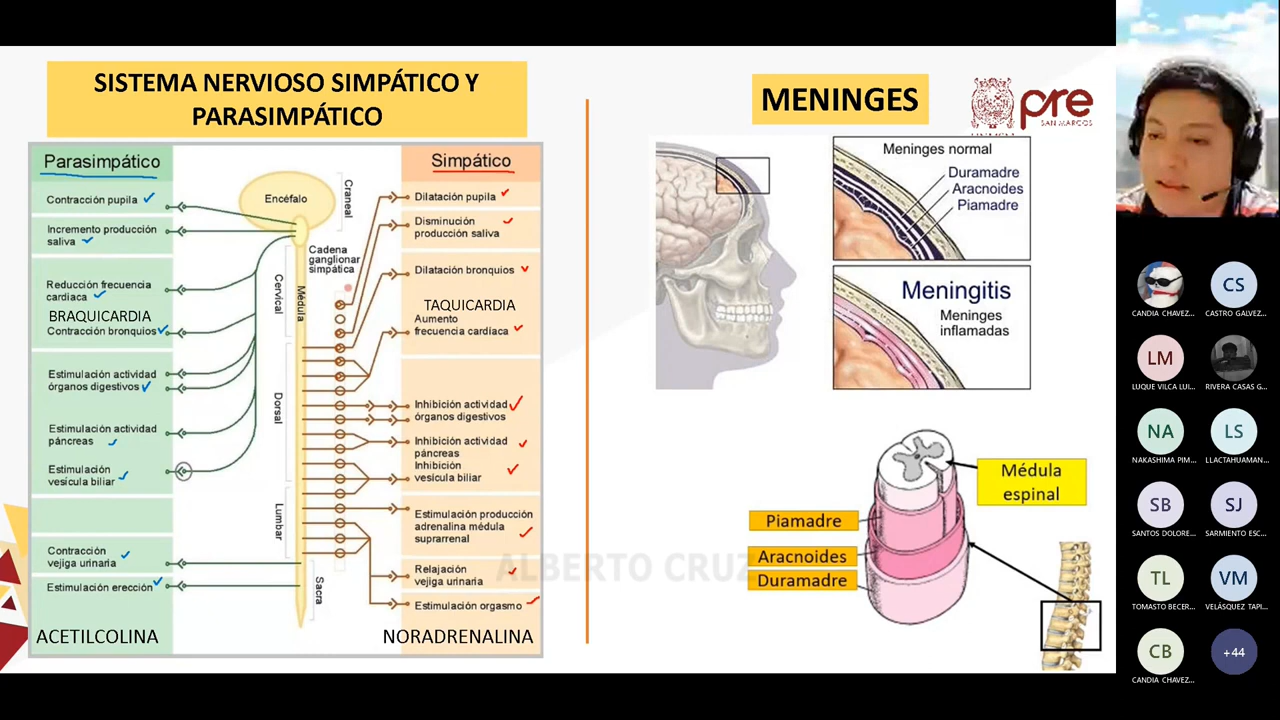 SISTEMA NERVIOSO SIMPÁTICO Y
PARASIMPÁTICO
Parasimpático
Contracción pupila
Incremento producción
saliva
Reducción frecuencia
cardíaca
BRAQUICARDIA
Contracción bronquios
Estimulación actividad
órganos digestivos
Estimulación actividad
páncreas
Estimulación
vesícula biliar
Contracción
vejiga urinaria
Estimulación erección
ACETILCOLINA
Encéfalo
Craneal
Cadena
ganglionar
simpática
Cervical
Médula
Dorsal
Lumbar
Sacra
Simpático
Dilatación pupila
Disminución
producción saliva
Dilatación bronquios
TAQUICARDIA
Aumento
frecuencia cardíaca
Inhibición actividad
órganos digestivos
Inhibición actividad
páncreas
Inhibición
vesícula biliar
Estimulación producción
adrenalina médula
suprarrenal
Relajación
vejiga urinaria
Estimulación orgasmo
NORADRENALINA
ALBERTO CRUZ
MENINGES
pre
SAN MARCOS
Meninges normal
Duramadre
Aracnoides
Piamadre
Meningitis
Meninges
inflamadas
Médula
espinal
Piamadre
Aracnoides
Duramadre
CANDIA CHAVEZ...
CS
CASTRO GALVEZ...
LM
LUQUE VILCA LUI...
RIVERA CASAS G...
NA
NAKASHIMA PIM...
LS
LLACTAHUAMAN...
SB
SANTOS DOLORE...
SJ
SARMIENTO ESC...
TL
TOMASTO BECER...
VM
VELÁSQUEZ TAPI...
CB
CANDIA CHAVEZ...
+44